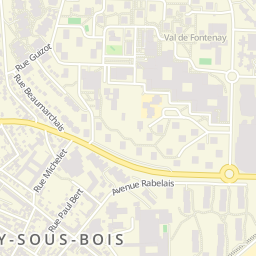 Val de Fontenay
Rue Guizot
Rue Beaumarchais
Rue Michelet
Avenue Rabelais
Rue Paul Bert
Y-SOUS-BOIS